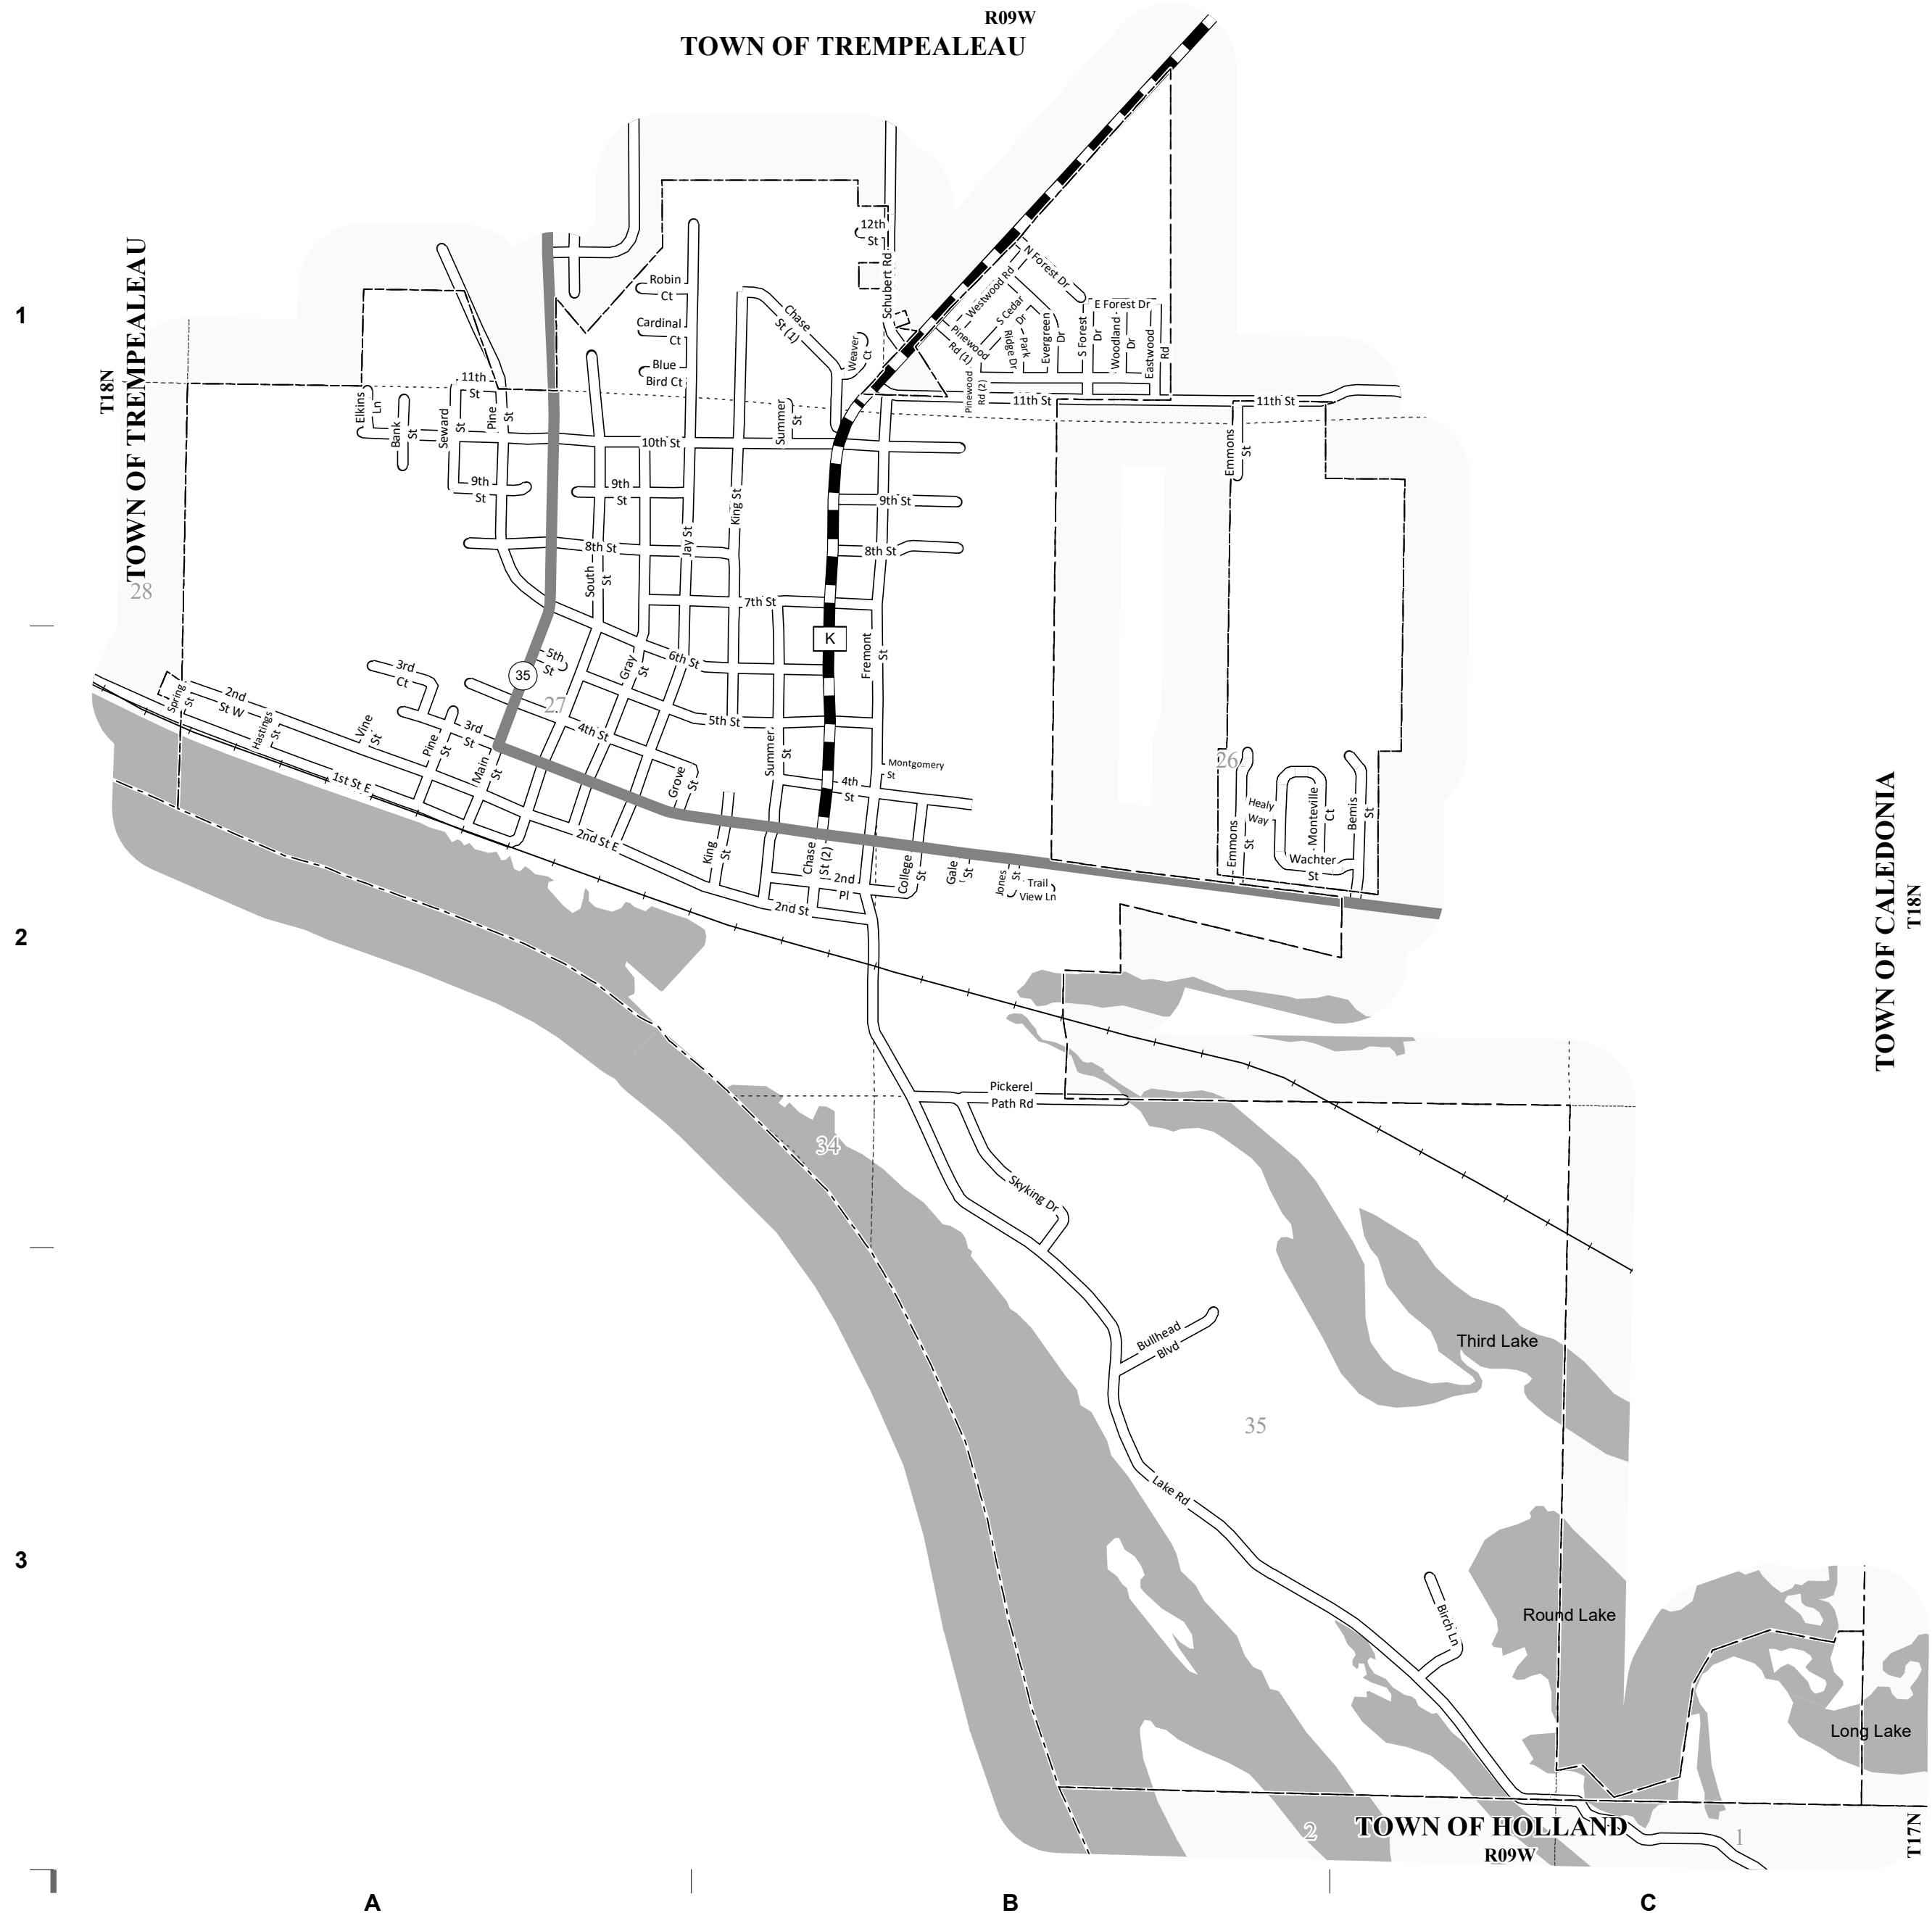 R09W
TOWN OF TREMPEALEAU
TOWN OF TREMPEALEAU
T18N
1
2
3
A
B
C
TOWN OF CALEDONIA
T18N
T17N
TOWN OF HOLLAND
R09W
12th
St
Schubert Rd
Robin
Ct
Cardinal
Ct
Blue
Bird Ct
Chase
St (1)
Weaver
Ct
N Forest Dr
Westwood Rd
E Forest Dr
S Cedar
Dr
Pinewood
Rd (1)
Park
Ridge Dr
Evergreen
Dr
S Forest
Dr
Woodland
Dr
Eastwood
Rd
Pinewood
Rd (2)
11th St
11th St
11th
St
Elkins
Ln
Bank
St
Seward
St
Pine
St
Summer
St
10th St
Emmons
St
9th
St
9th
St
King St
9th St
Jay St
8th St
8th St
South
St
28
7th St
K
Fremont
St
5th
St
35
Gray
St
6th St
3rd
Ct
27
Spring
St
2nd
St W
Hastings
St
Vine
St
Pine
St
3rd
St
Main
St
4th St
5th St
Summer
St
Grove
St
Montgomery
St
4th
St
1st St E
26
Healy
Way
Monteville
Ct
Bemis
St
Emmons
St
Wachter
St
2nd St E
King
St
Chase
St (2)
2nd
Pl
College
St
Gale
St
Jones
St
Trail
View Ln
2nd St
Pickerel
Path Rd
34
Skyking Dr
Bullhead
Blvd
Third Lake
35
Lake Rd
Birch Ln
Round Lake
Long Lake
2
1